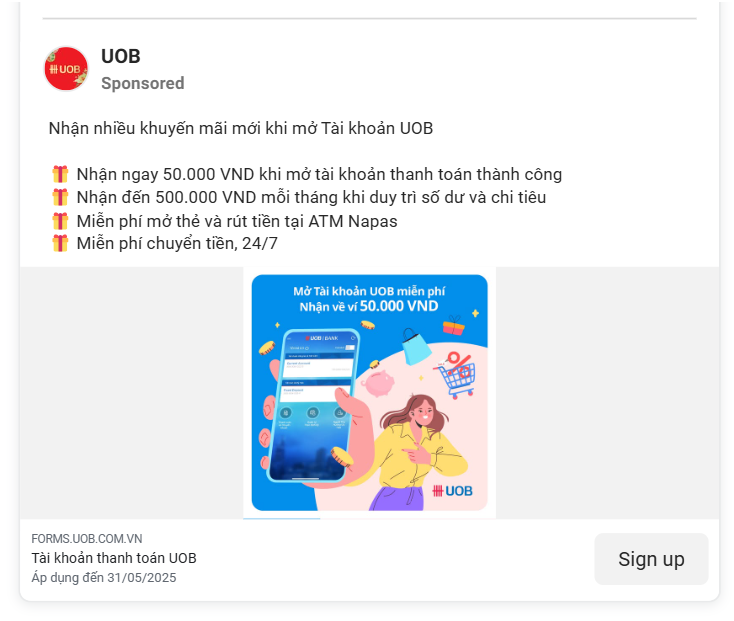 UOB
UOB
Sponsored
Nhận nhiều khuyến mãi mới khi mở Tài khoản UOB
Nhận ngay 50.000 VND khi mở tài khoản thanh toán thành công
Nhận đến 500.000 VND mỗi tháng khi duy trì số dư và chi tiêu
Miễn phí mở thẻ và rút tiền tại ATM Napas
Miễn phí chuyển tiền, 24/7
Mở Tài khoản UOB miễn phí
Nhận về ví 50.000 VND
UOB BANK
UOB
FORMS.UOB.COM.VN
Tài khoản thanh toán UOB
Áp dụng đến 31/05/2025
Sign up